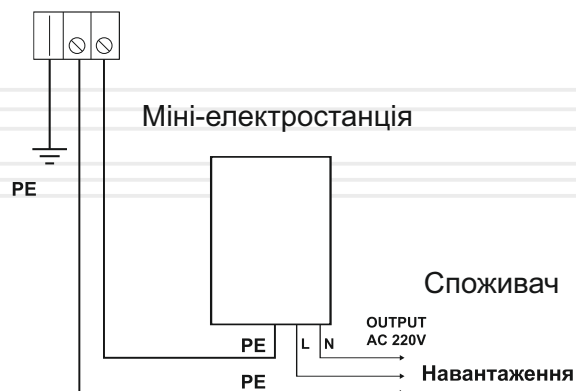 Міні-електростанція
PE
Споживач
OUTPUT
AC 220V
PE L N
Навантаження
PE